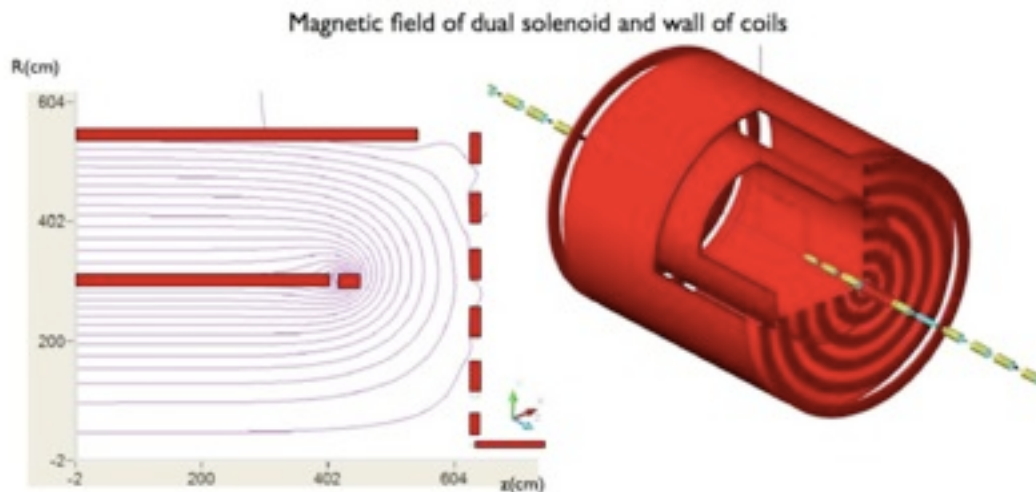 Magnetic field of dual solenoid and wall of coils
R(cm)
604
402
200
-2
-2 200 402 604 z(cm)